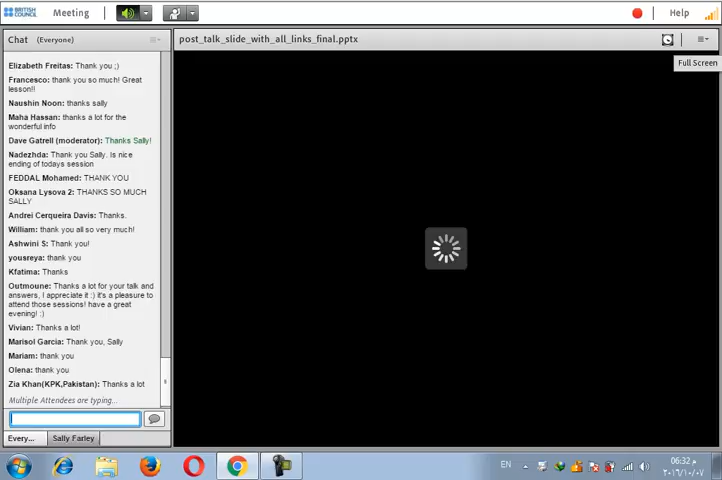 BRITISH COUNCIL
Meeting
Help
Chat (Everyone)
post_talk_slide_with_all_links_final.pptx
Full Screen
Elizabeth Freitas: Thank you ;)
Francesco: thank you so much! Great
lesson!!
Naushin Noon: thanks sally
Maha Hassan: thanks a lot for the
wonderful info
Dave Gatrell (moderator): Thanks Sally!
Nadezhda: Thank you Sally. Is nice
ending of todays session
FEDDAL Mohamed: THANK YOU
Oksana Lysova 2: THANKS SO MUCH
SALLY
Andrei Cerqueira Davis: Thanks.
William: thank you all so very much!
Ashwini S: Thank you!
yousreya: thank you
Kfatima: Thanks
Outmoune: Thanks a lot for your talk and
answers, I appreciate it :) it's a pleasure to
attend those sessions! have a great
evening! :)
Vivian: Thanks a lot!
Marisol Garcia: Thank you, Sally
Mariam: thank you
Olena: thank you
Zia Khan(KPK,Pakistan): Thanks a lot
Multiple Attendees are typing...
Every... Sally Farley
EN
06:32 م
٢٠١٦/١٠/٠٧